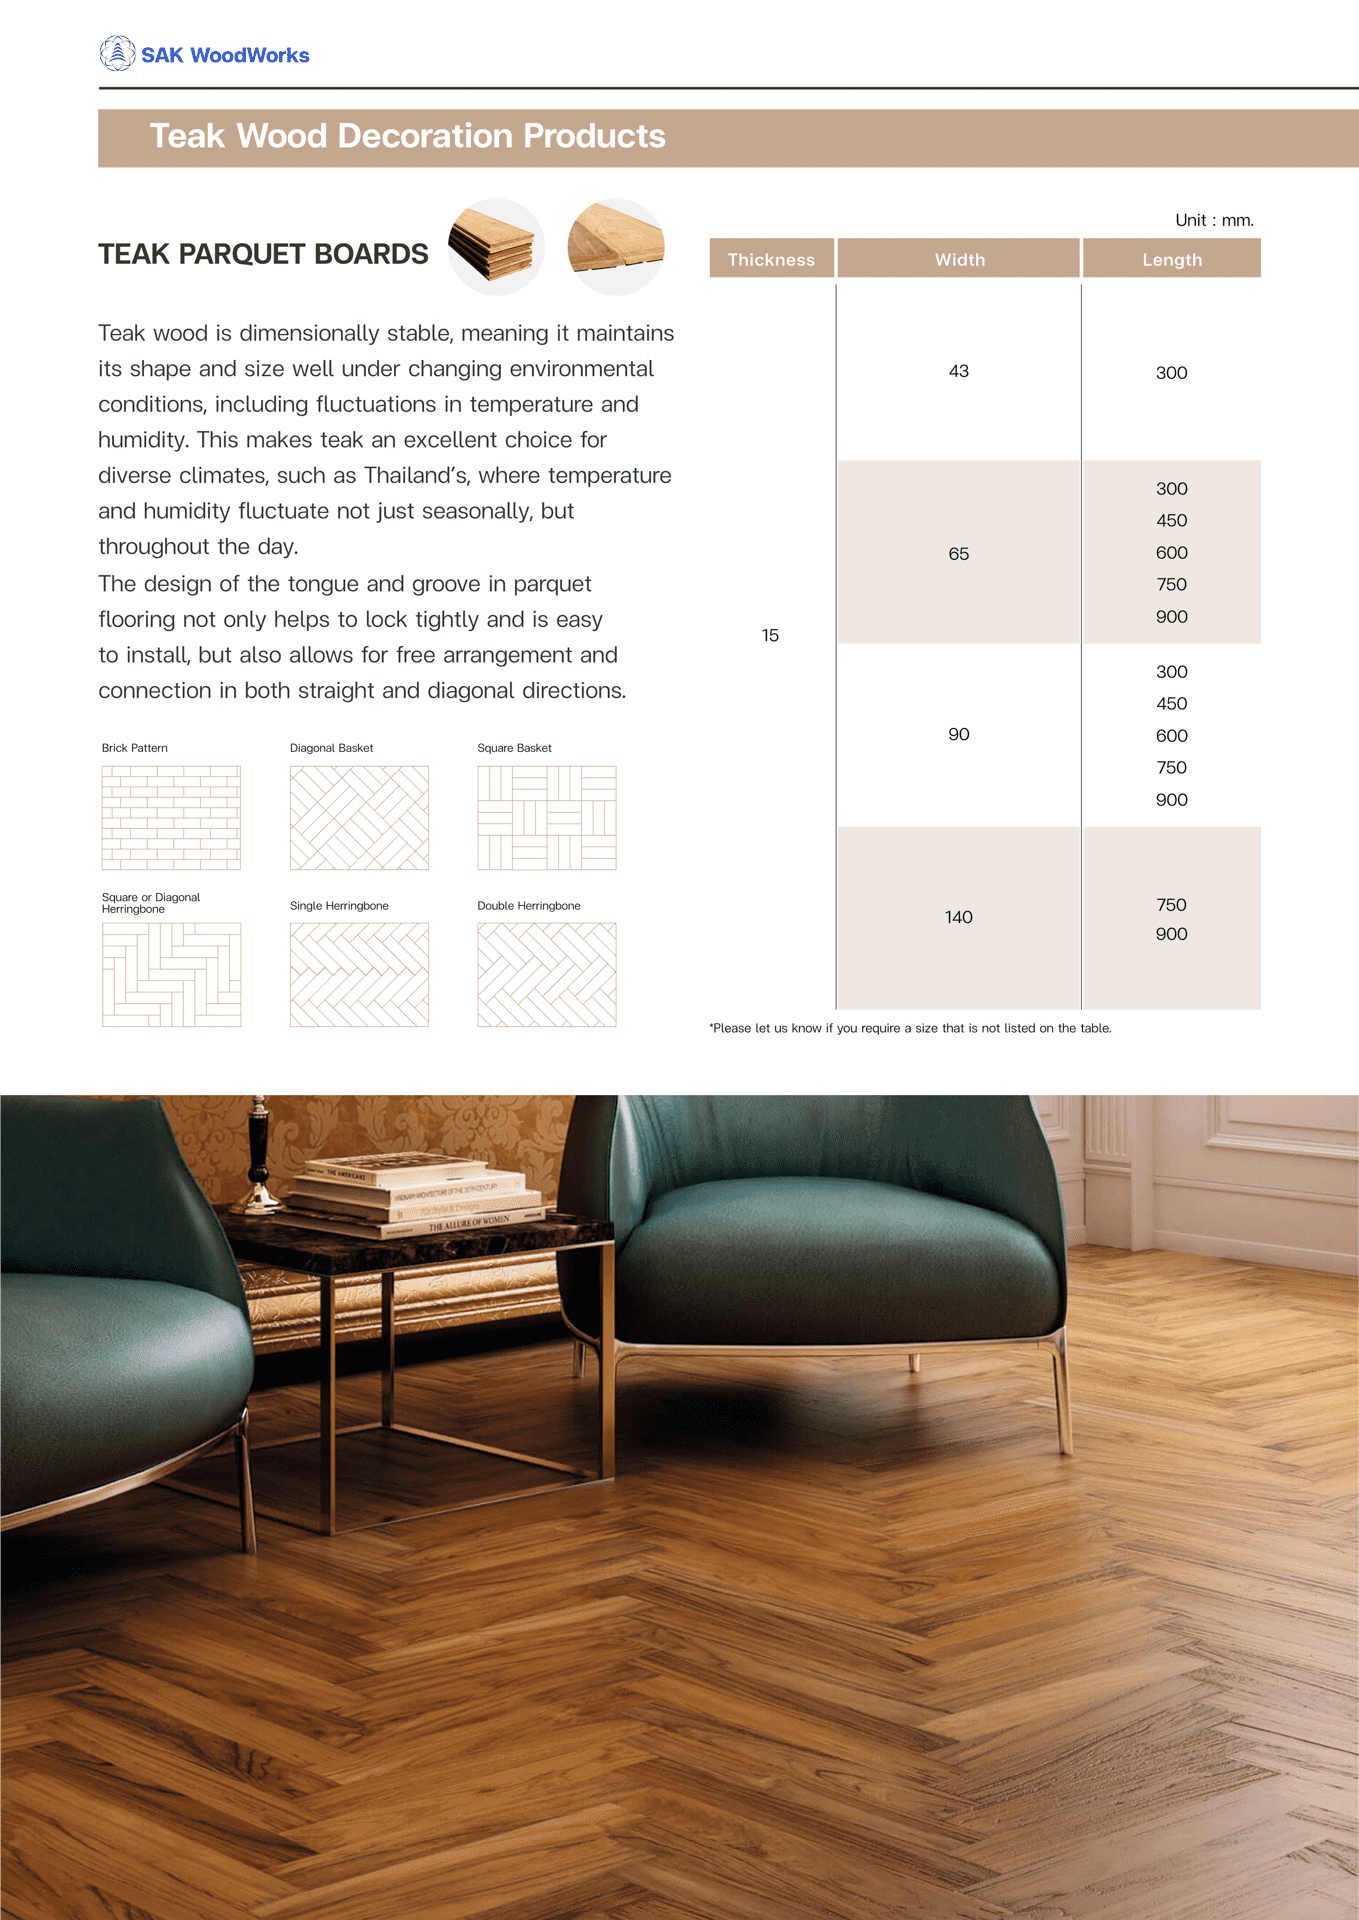 SAK WoodWorks
Teak Wood Decoration Products
TEAK PARQUET BOARDS
Teak wood is dimensionally stable, meaning it maintains
its shape and size well under changing environmental
conditions, including fluctuations in temperature and
humidity. This makes teak an excellent choice for
diverse climates, such as Thailand's, where temperature
and humidity fluctuate not just seasonally, but
throughout the day.
The design of the tongue and groove in parquet
flooring not only helps to lock tightly and is easy
to install, but also allows for free arrangement and
connection in both straight and diagonal directions.
Brick Pattern
Diagonal Basket
Square Basket
Square or Diagonal
Herringbone
Single Herringbone
Double Herringbone
Unit : mm.
Thickness Width Length
15
43
300
65
300
450
600
750
900
90
300
450
600
750
900
140
750
900
*Please let us know if you require a size that is not listed on the table.
THE AMERICANS
VISIONARY ARCHITECTURE OF THE 20TH CENTURY
THE ALLURE OF WOMEN